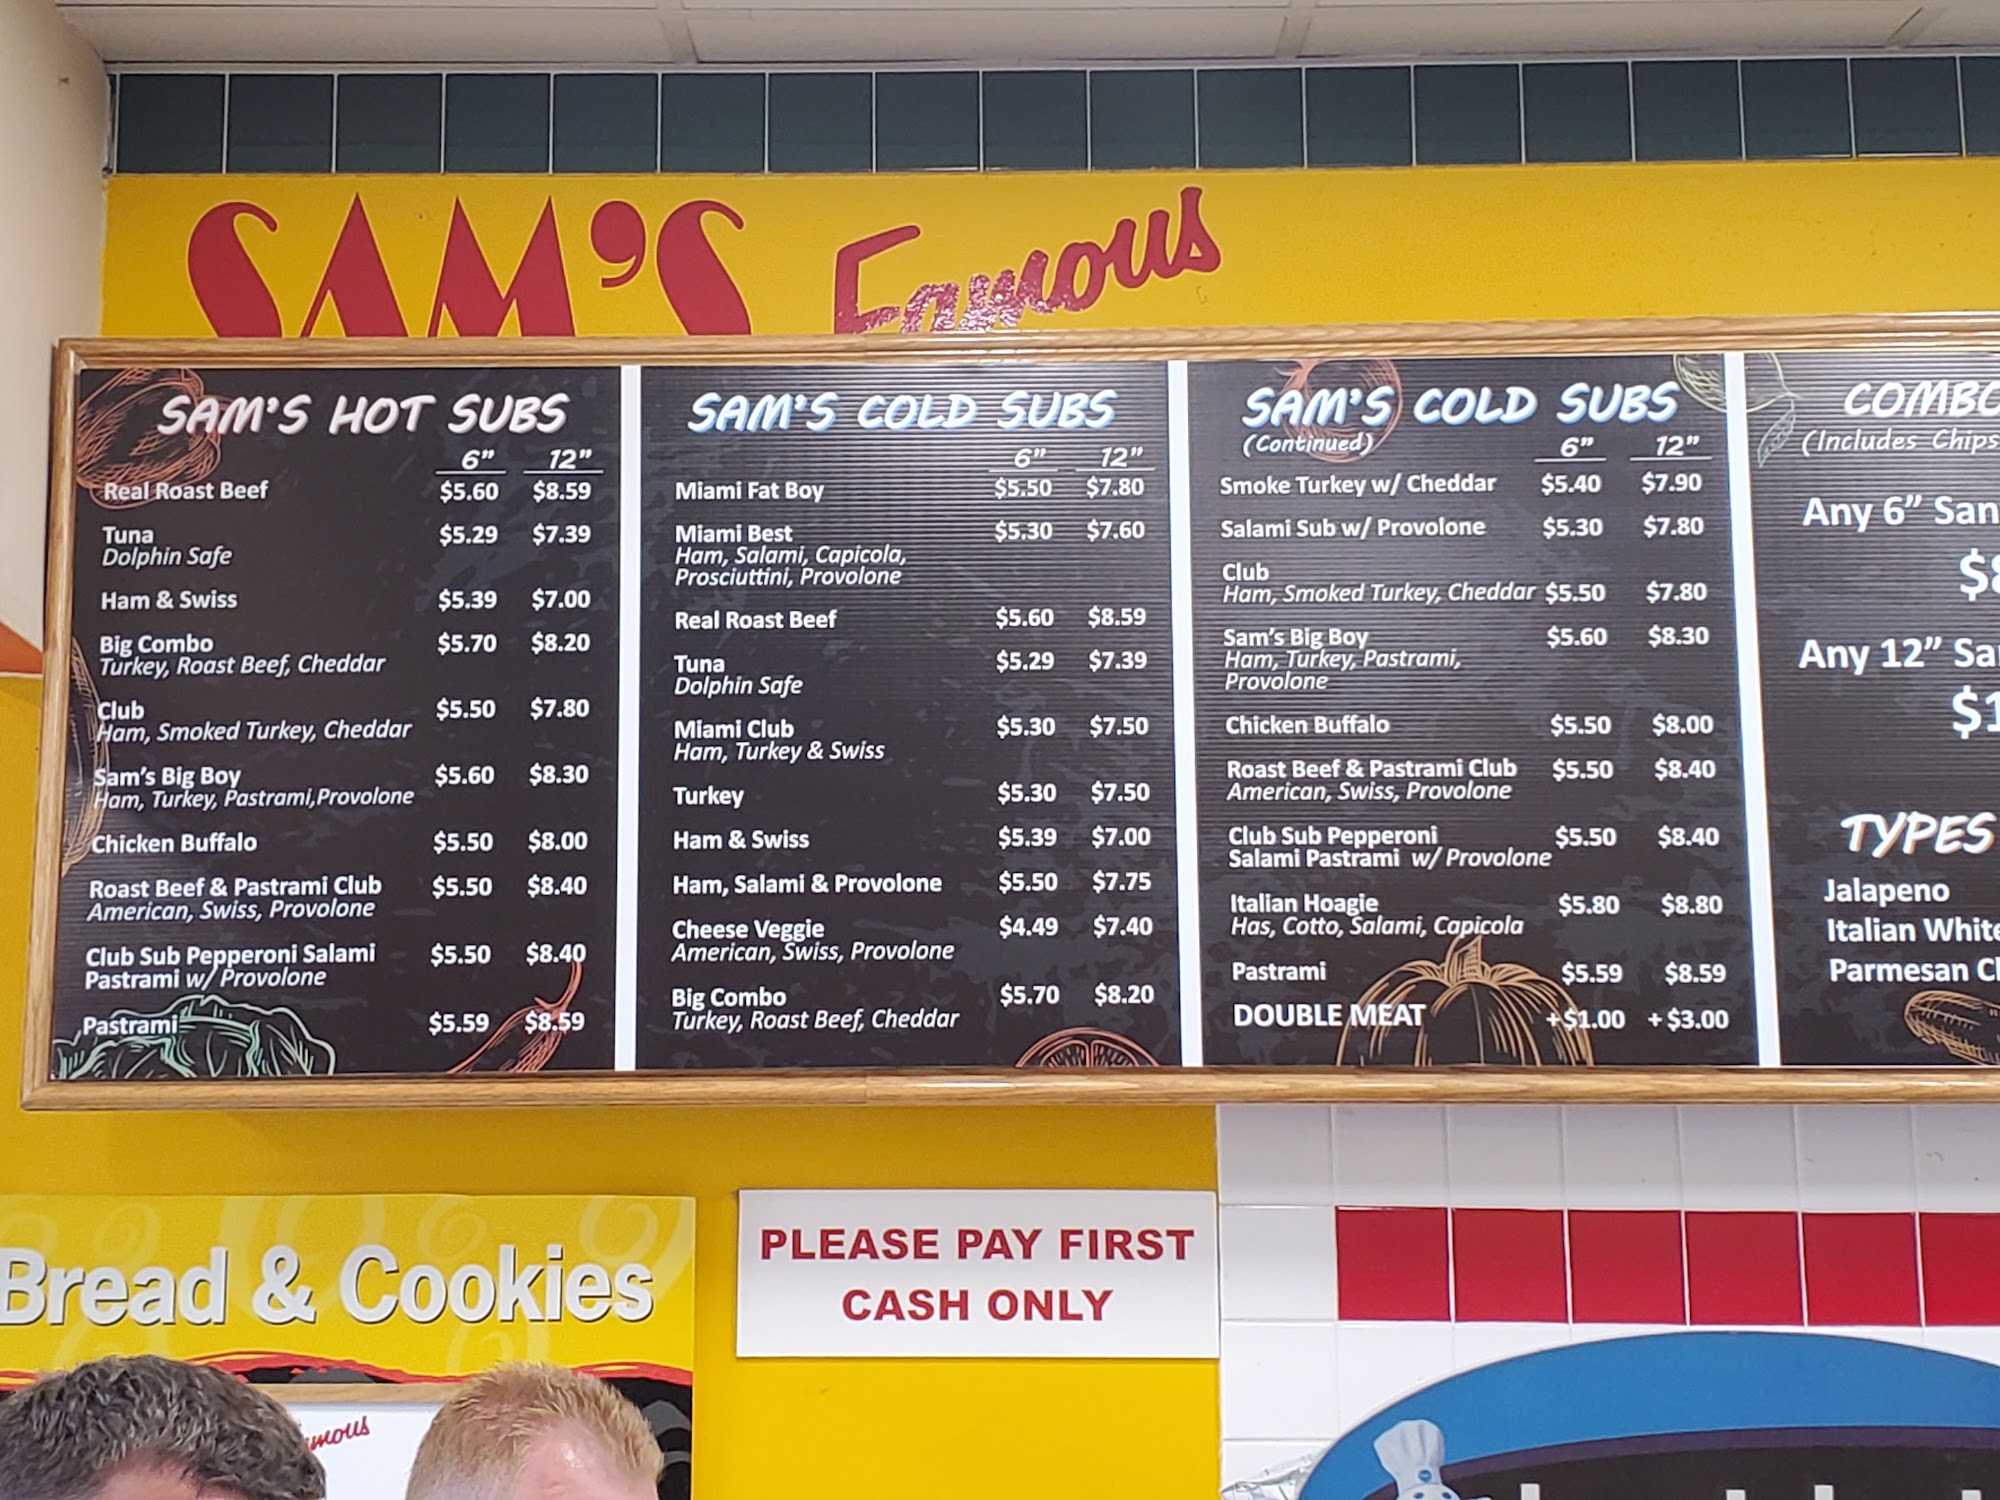 SAM'S Famous
SAM'S HOT SUBS
6" 12"
Real Roast Beef $5.60 $8.59
Tuna $5.29 $7.39
Dolphin Safe
Ham & Swiss $5.39 $7.00
Big Combo $5.70 $8.20
Turkey, Roast Beef, Cheddar
Club $5.50 $7.80
Ham, Smoked Turkey, Cheddar
Sam's Big Boy $5.60 $8.30
Ham, Turkey, Pastrami,Provolone
Chicken Buffalo $5.50 $8.00
Roast Beef & Pastrami Club $5.50 $8.40
American, Swiss, Provolone
Club Sub Pepperoni Salami $5.50 $8.40
Pastrami w/ Provolone
Pastrami $5.59 $8.59
SAM'S COLD SUBS
6" 12"
Miami Fat Boy $5.50 $7.80
Miami Best $5.30 $7.60
Ham, Salami, Capicola,
Prosciuttini, Provolone
Real Roast Beef $5.60 $8.59
Tuna $5.29 $7.39
Dolphin Safe
Miami Club $5.30 $7.50
Ham, Turkey & Swiss
Turkey $5.30 $7.50
Ham & Swiss $5.39 $7.00
Ham, Salami & Provolone $5.50 $7.75
Cheese Veggie $4.49 $7.40
American, Swiss, Provolone
Big Combo $5.70 $8.20
Turkey, Roast Beef, Cheddar
SAM'S COLD SUBS
(Continued) 6" 12"
Smoke Turkey w/ Cheddar $5.40 $7.90
Salami Sub w/ Provolone $5.30 $7.80
Club
Ham, Smoked Turkey, Cheddar $5.50 $7.80
Sam's Big Boy $5.60 $8.30
Ham, Turkey, Pastrami,
Provolone
Chicken Buffalo $5.50 $8.00
Roast Beef & Pastrami Club $5.50 $8.40
American, Swiss, Provolone
Club Sub Pepperoni $5.50 $8.40
Salami Pastrami w/ Provolone
Italian Hoagie $5.80 $8.80
Has, Cotto, Salami, Capicola
Pastrami $5.59 $8.59
DOUBLE MEAT +$1.00 +$3.00
COMBO
(Includes Chips
Any 6" San
$8
Any 12" Sa
$1
TYPES
Jalapeno
Italian White
Parmesan C
Bread & Cookies
PLEASE PAY FIRST
CASH ONLY